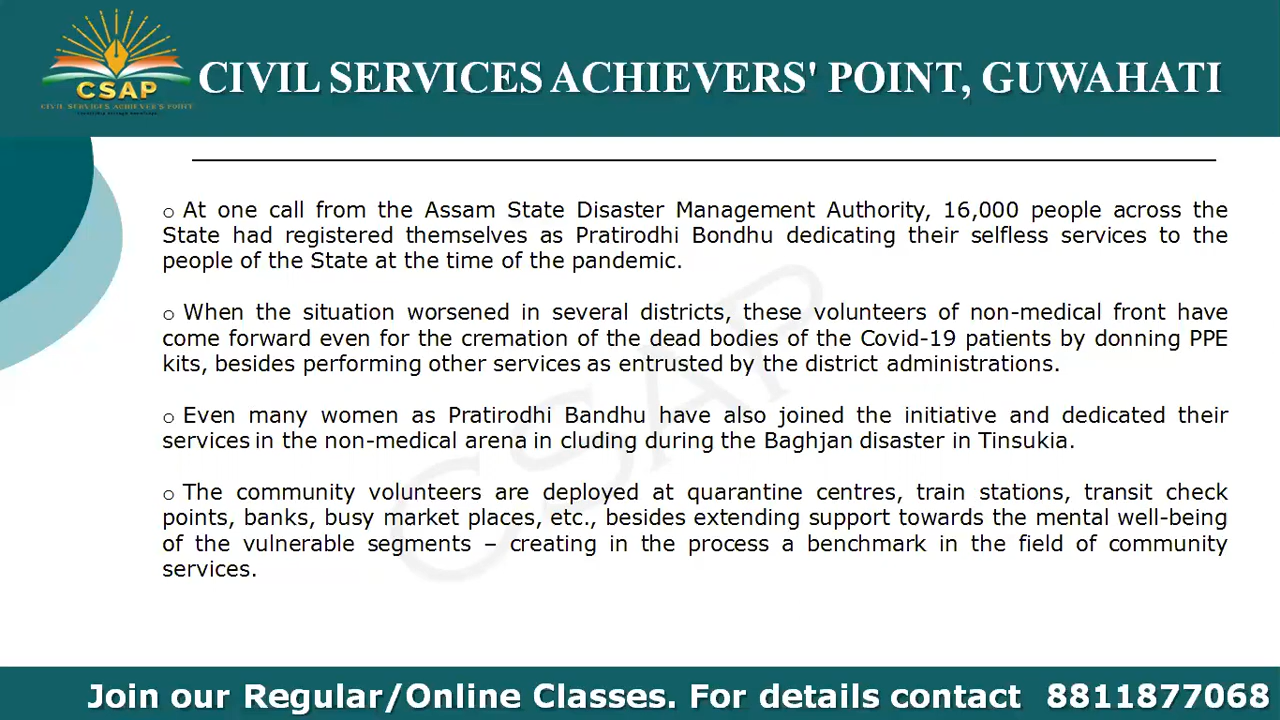 CSAP
CIVIL SERVICES ACHIEVER'S POINT
CIVIL SERVICES ACHIEVERS' POINT, GUWAHATI
o At one call from the Assam State Disaster Management Authority, 16,000 people across the
State had registered themselves as Pratirodhi Bondhu dedicating their selfless services to the
people of the State at the time of the pandemic.
o When the situation worsened in several districts, these volunteers of non-medical front have
come forward even for the cremation of the dead bodies of the Covid-19 patients by donning PPE
kits, besides performing other services as entrusted by the district administrations.
o Even many women as Pratirodhi Bandhu have also joined the initiative and dedicated their
services in the non-medical arena in cluding during the Baghjan disaster in Tinsukia.
o The community volunteers are deployed at quarantine centres, train stations, transit check
points, banks, busy market places, etc., besides extending support towards the mental well-being
of the vulnerable segments – creating in the process a benchmark in the field of community
services.
CSAP
Join our Regular/Online Classes. For details contact 8811877068